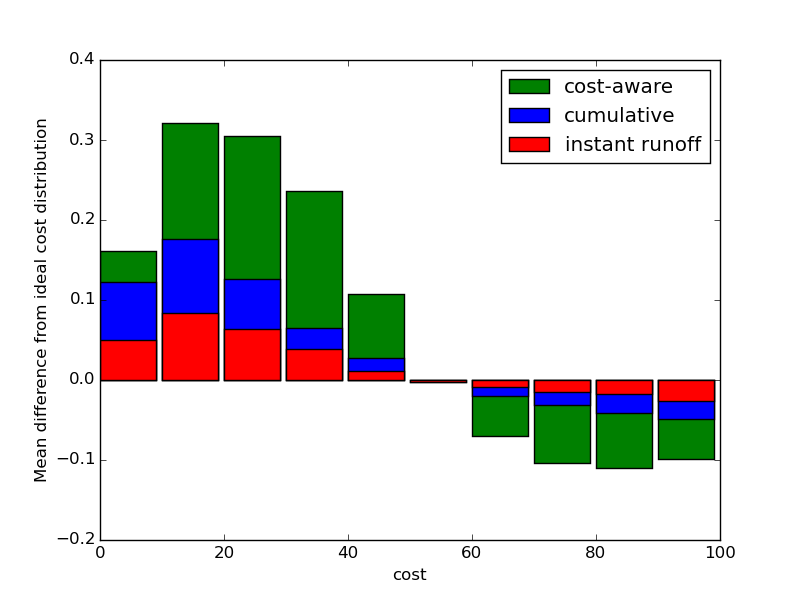 0.4
0.3
0.2
0.1
0.0
−0.1
−0.2
Mean difference from ideal cost distribution
cost-aware
cumulative
instant runoff
0 20 40 60 80 100
cost